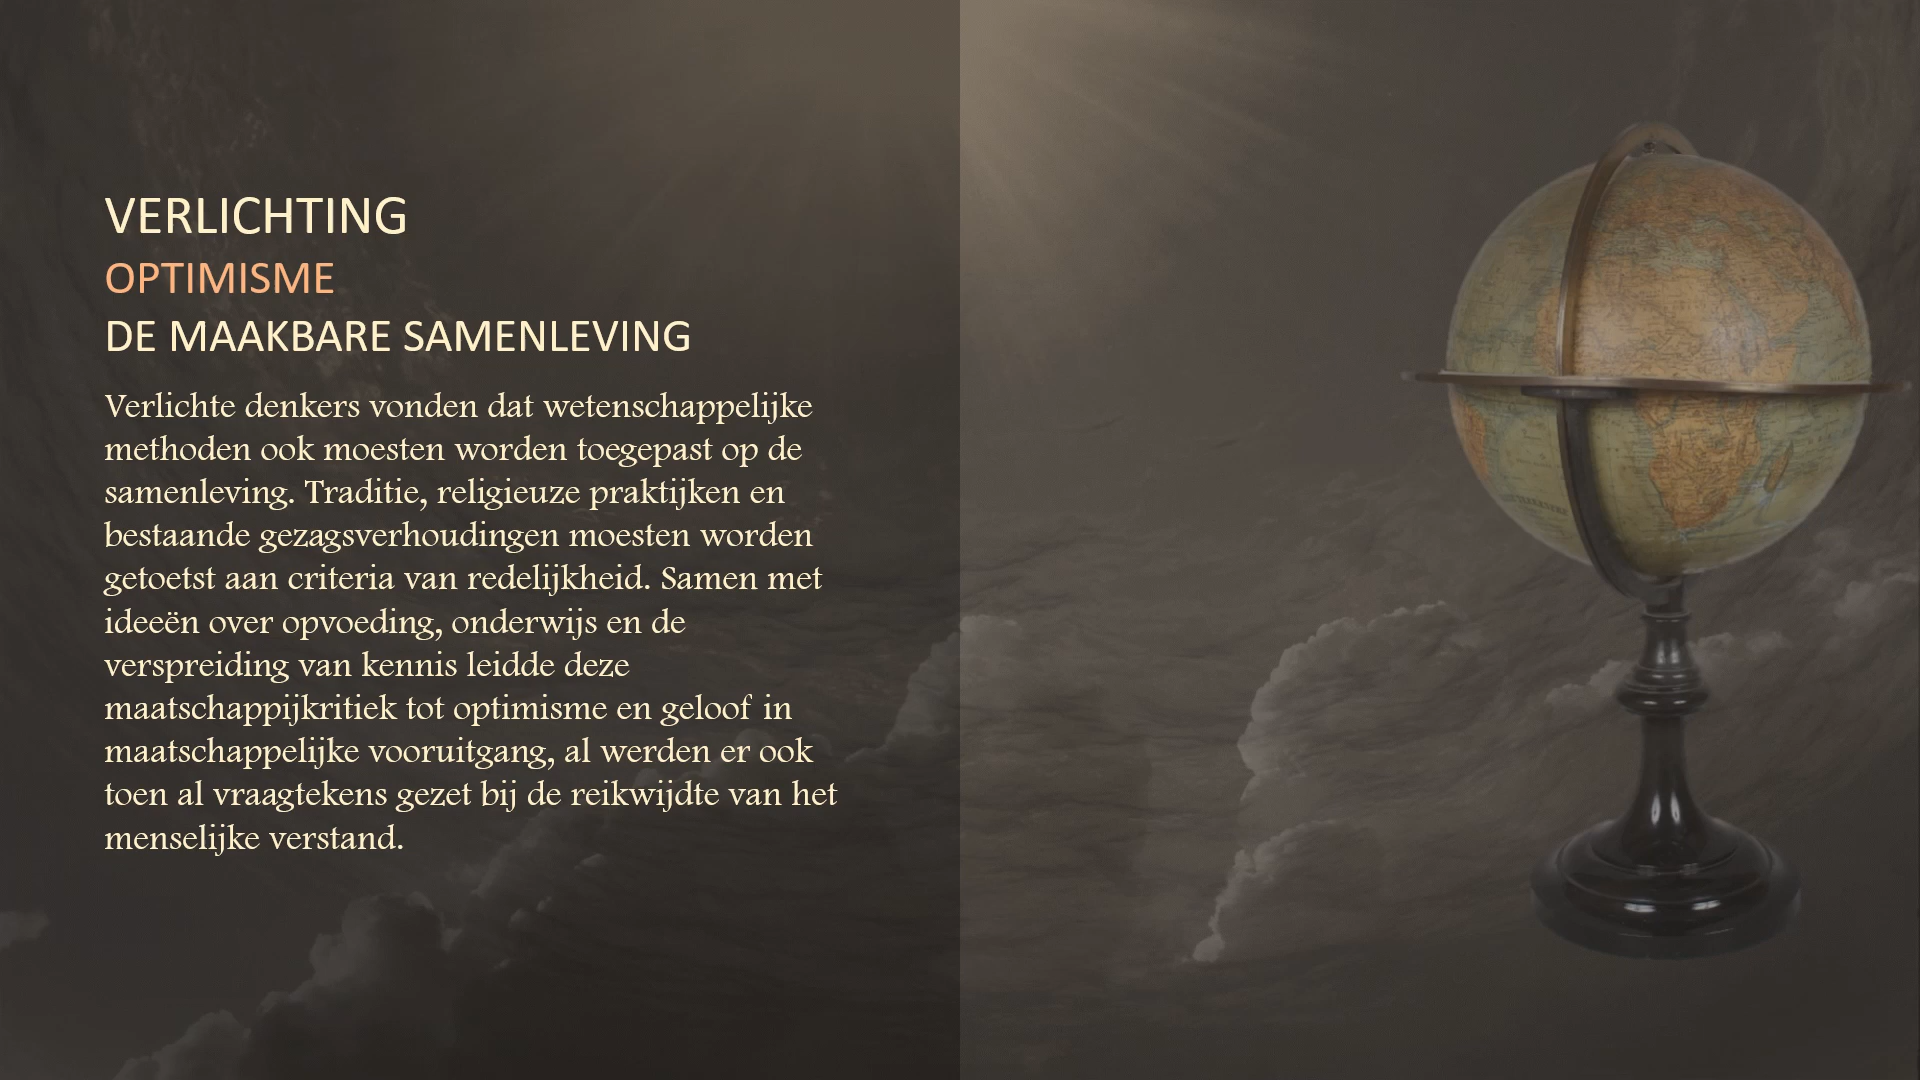 VERLICHTING
OPTIMISME
DE MAAKBARE SAMENLEVING
Verlichte denkers vonden dat wetenschappelijke
methoden ook moesten worden toegepast op de
samenleving. Traditie, religieuze praktijken en
bestaande gezagsverhoudingen moesten worden
getoetst aan criteria van redelijkheid. Samen met
ideeën over opvoeding, onderwijs en de
verspreiding van kennis leidde deze
maatschappijkritiek tot optimisme en geloof in
maatschappelijke vooruitgang, al werden er ook
toen al vraagtekens gezet bij de reikwijdte van het
menselijke verstand.